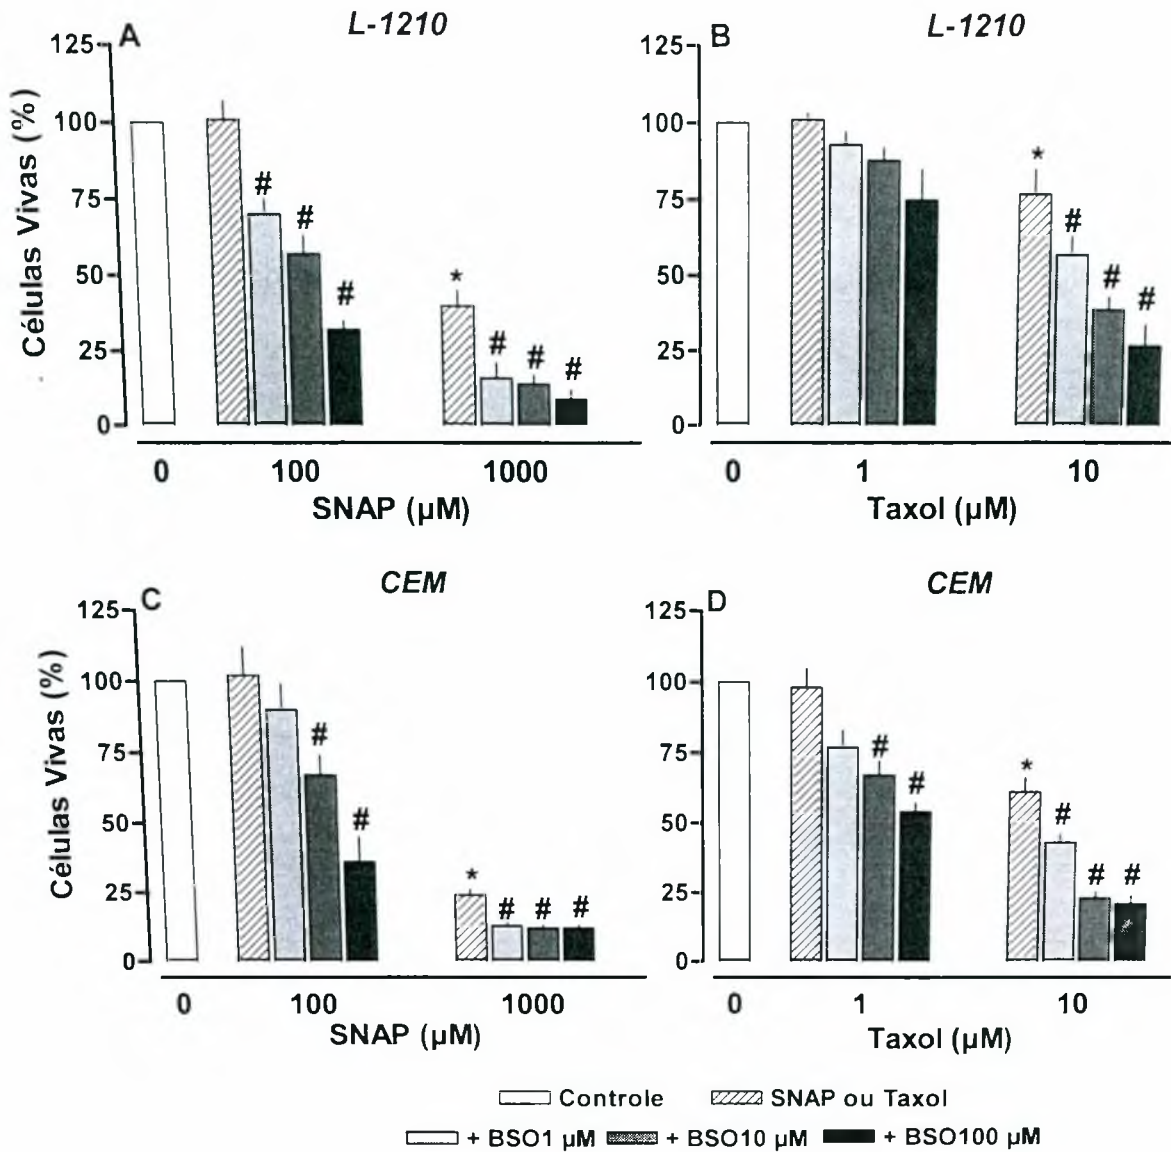 A
L-1210
125
100
75
50
25
0
Células Vivas (%)
#
#
#
*
#
#
#
0 100 1000
SNAP (µM)
B
L-1210
125
100
75
50
25
0
*
#
#
#
0 1 10
Taxol (µM)
C
CEM
125
100
75
50
25
0
Células Vivas (%)
#
#
*
#
#
#
0 100 1000
SNAP (µM)
D
CEM
125
100
75
50
25
0
#
#
*
#
#
#
0 1 10
Taxol (µM)
Controle SNAP ou Taxol
+ BSO1 µM + BSO10 µM + BSO100 µM